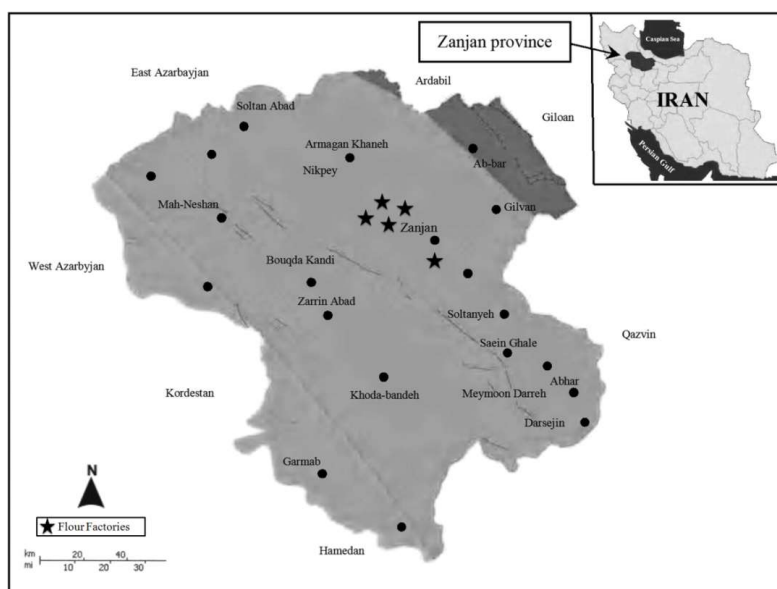 Zanjan province
Caspian Sea
IRAN
Persian Gulf
East Azarbayjan
Ardabil
Giloan
Soltan Abad
Armagan Khaneh
Nikpey
Ab-bar
Mah-Neshan
Gilvan
Zanjan
West Azarbyjan
Bouqda Kandi
Zarrin Abad
Soltanyeh
Qazvin
Saein Ghale
Kordestan
Khoda-bandeh
Meymoon Darreh
Abhar
Darsejin
Garmab
N
Flour Factories
Hamedan
km 20 40
mi 10 20 30